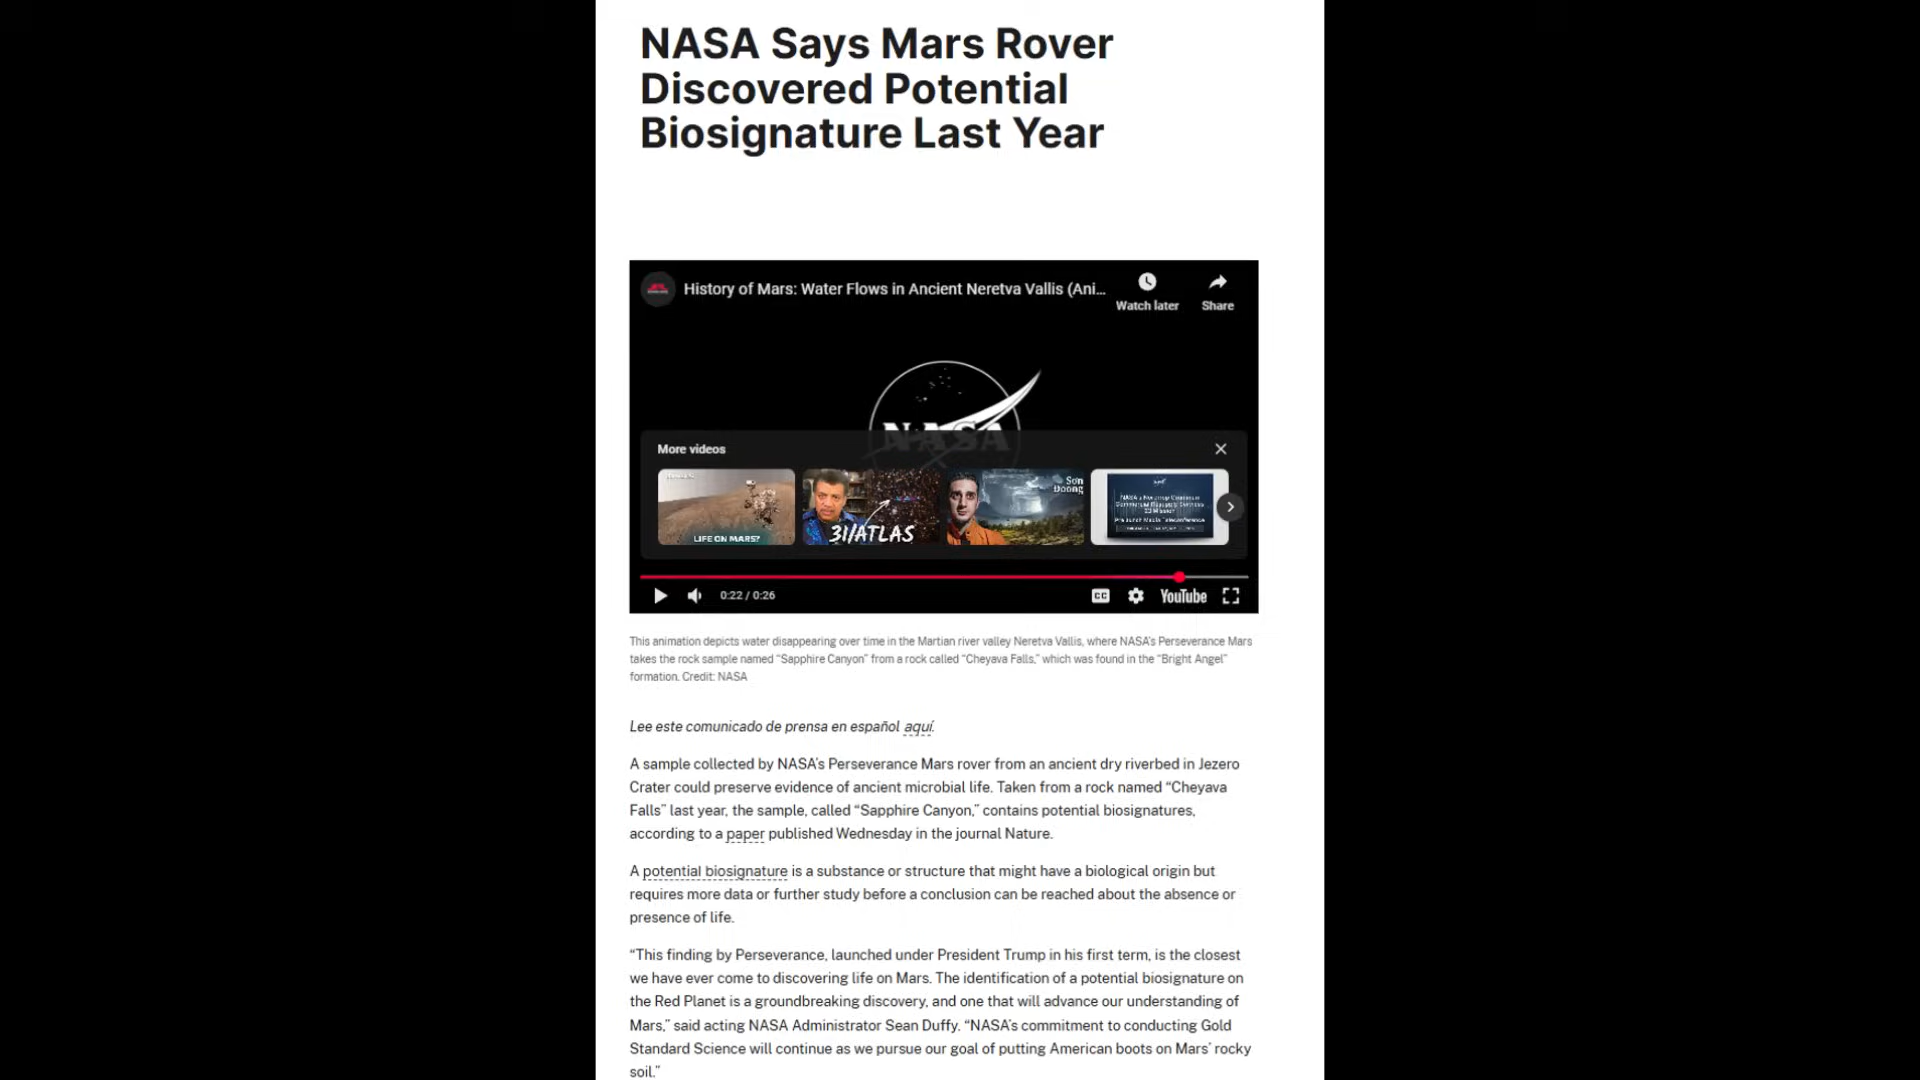 NASA Says Mars Rover
Discovered Potential
Biosignature Last Year
History of Mars: Water Flows in Ancient Neretva Vallis (Ani...
Watch later
Share
NASA
More videos
LIFE ON MARS?
3I/ATLAS
Sơn
Đoòng
0:22 / 0:26
CC
YouTube
This animation depicts water disappearing over time in the Martian river valley Neretva Vallis, where NASA's Perseverance Mars
takes the rock sample named “Sapphire Canyon” from a rock called “Cheyava Falls,” which was found in the “Bright Angel”
formation. Credit: NASA
Lee este comunicado de prensa en español aquí.
A sample collected by NASA's Perseverance Mars rover from an ancient dry riverbed in Jezero
Crater could preserve evidence of ancient microbial life. Taken from a rock named “Cheyava
Falls” last year, the sample, called “Sapphire Canyon,” contains potential biosignatures,
according to a paper published Wednesday in the journal Nature.
A potential biosignature is a substance or structure that might have a biological origin but
requires more data or further study before a conclusion can be reached about the absence or
presence of life.
“This finding by Perseverance, launched under President Trump in his first term, is the closest
we have ever come to discovering life on Mars. The identification of a potential biosignature on
the Red Planet is a groundbreaking discovery, and one that will advance our understanding of
Mars,” said acting NASA Administrator Sean Duffy. “NASA's commitment to conducting Gold
Standard Science will continue as we pursue our goal of putting American boots on Mars' rocky
soil.”